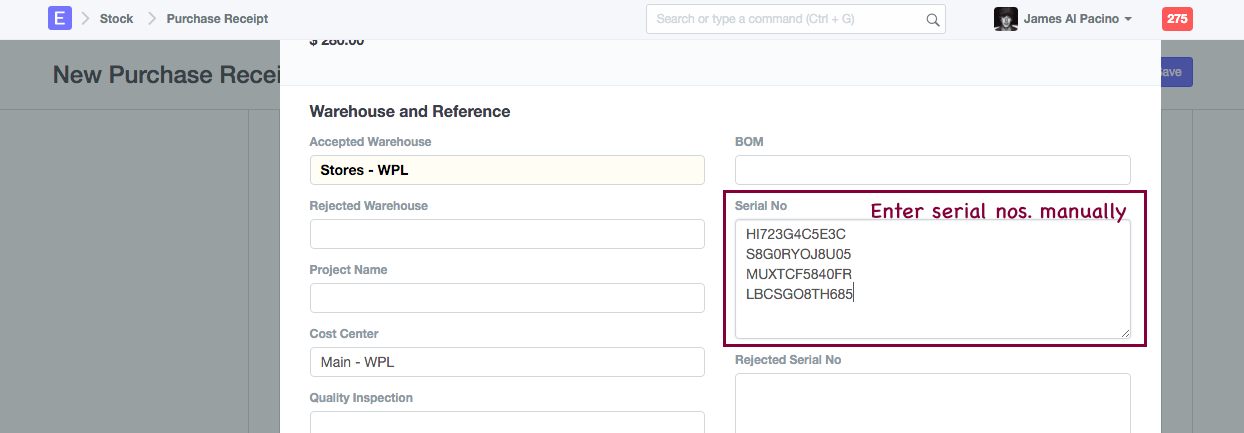 E
Stock
Purchase Receipt
Search or type a command (Ctrl + G)
James Al Pacino
275
$ 280.00
New Purchase Recei
ave
Warehouse and Reference
Accepted Warehouse
Stores - WPL
Rejected Warehouse
Project Name
Cost Center
Main - WPL
Quality Inspection
BOM
Serial No
Enter serial nos. manually
HI723G4C5E3C
S8G0RYOJ8U05
MUXTCF5840FR
LBCSGO8TH685
Rejected Serial No